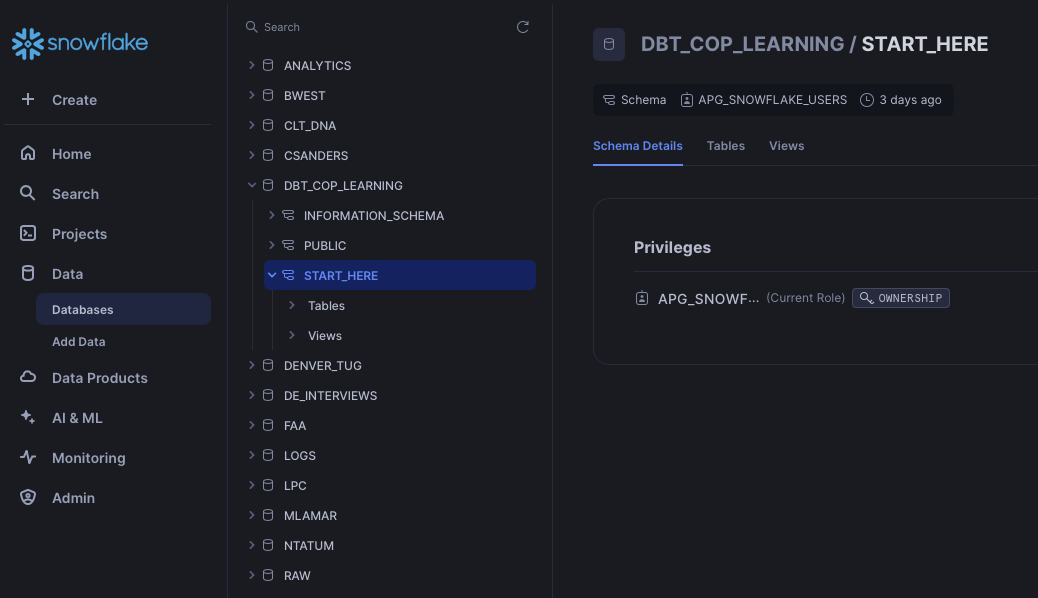 snowflake
Create
Home
Search
Projects
Data
Databases
Add Data
Data Products
AI & ML
Monitoring
Admin
Search
ANALYTICS
BWEST
CLT_DNA
CSANDERS
DBT_COP_LEARNING
INFORMATION_SCHEMA
PUBLIC
START_HERE
Tables
Views
DENVER_TUG
DE_INTERVIEWS
FAA
LOGS
LPC
MLAMAR
NTATUM
RAW
DBT_COP_LEARNING / START_HERE
Schema APG_SNOWFLAKE_USERS 3 days ago
Schema Details Tables Views
Privileges
APG_SNOWF... (Current Role) OWNERSHIP